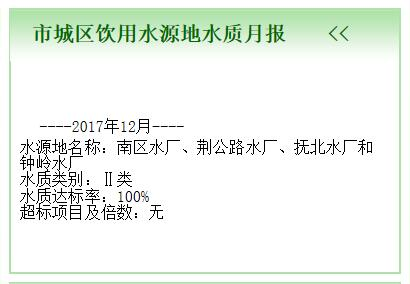 市城区饮用水源地水质月报 <<
----2017年12月----
水源地名称：南区水厂、荆公路水厂、抚北水厂和
钟岭水厂
水质类别：Ⅱ类
水质达标率：100%
超标项目及倍数：无